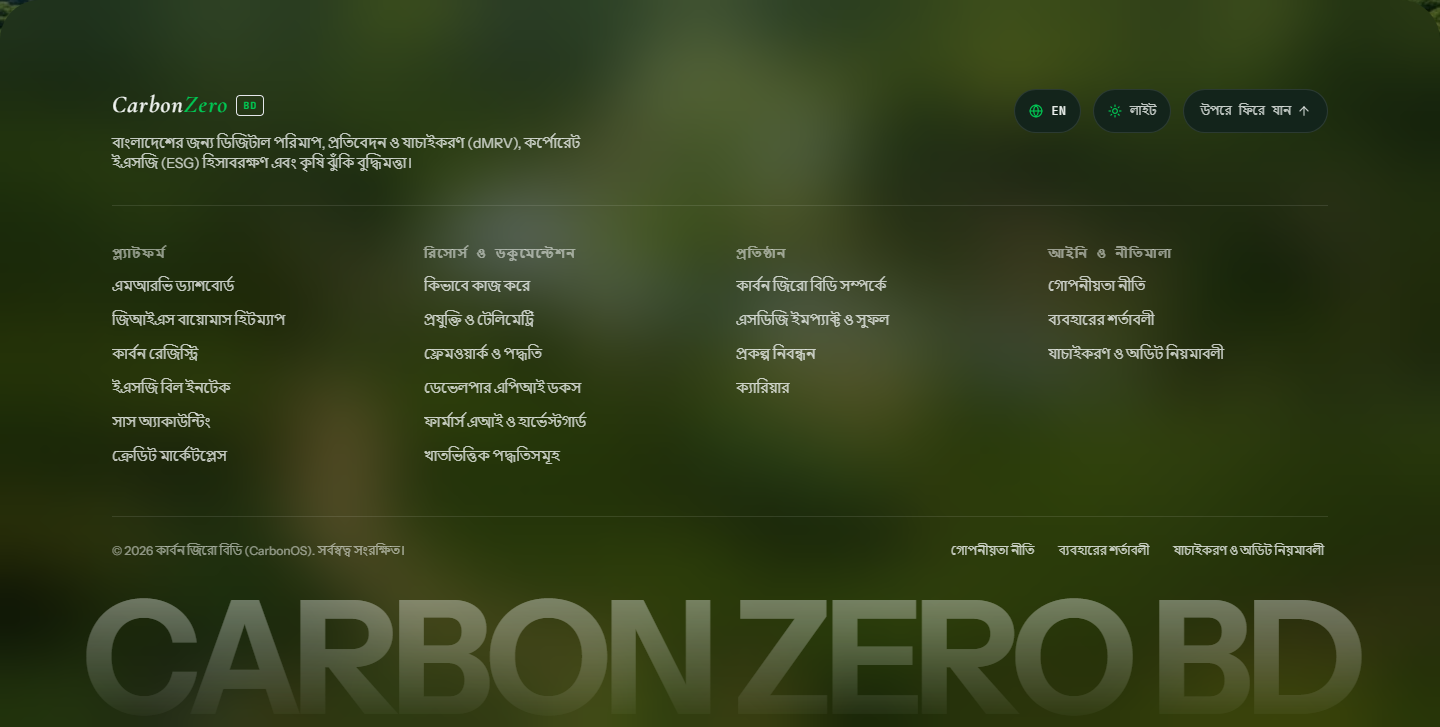 CarbonZero BD
EN
লাইট
উপরে ফিরে যান ↑
বাংলাদেশের জন্য ডিজিটাল পরিমাপ, প্রতিবেদন ও যাচাইকরণ (dMRV), কর্পোরেট
ইএসজি (ESG) হিসাবরক্ষণ এবং কৃষি ঝুঁকি বুদ্ধিমত্তা।
প্ল্যাটফর্ম
এমআরভি ড্যাশবোর্ড
জিআইএস বায়োমাস হিটম্যাপ
কার্বন রেজিস্ট্রি
ইএসজি বিল ইনটেক
সাস অ্যাকাউন্টিং
ক্রেডিট মার্কেটপ্লেস
রিসোর্স ও ডকুমেন্টেশন
কিভাবে কাজ করে
প্রযুক্তি ও টেলিমেট্রি
ফ্রেমওয়ার্ক ও পদ্ধতি
ডেভেলপার এপিআই ডকস
ফার্মার্স এআই ও হার্ভেস্টগার্ড
খাতভিত্তিক পদ্ধতিসমূহ
প্রতিষ্ঠান
কার্বন জিরো বিডি সম্পর্কে
এসডিজি ইমপ্যাক্ট ও সুফল
প্রকল্প নিবন্ধন
ক্যারিয়ার
আইনি ও নীতিমালা
গোপনীয়তা নীতি
ব্যবহারের শর্তাবলী
যাচাইকরণ ও অডিট নিয়মাবলী
© 2026 কার্বন জিরো বিডি (CarbonOS). সর্বস্বত্ব সংরক্ষিত।
গোপনীয়তা নীতি
ব্যবহারের শর্তাবলী
যাচাইকরণ ও অডিট নিয়মাবলী
CARBON ZERO BD